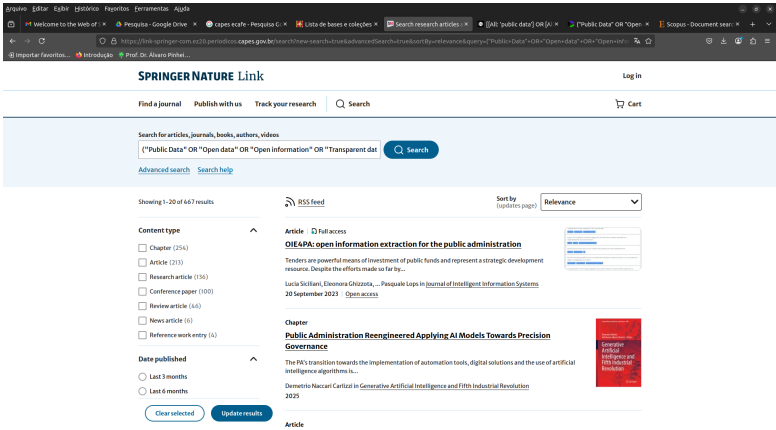 Arquivo Editar Exibir Histórico Favoritos Ferramentas Ajuda
Welcome to the Web of S
Pesquisa - Google Drive
capes ecafe - Pesquisa G
Lista de bases e coleções
Search research articles
(((All: 'public data') OR [Al
("Public Data" OR "Open
Scopus - Document sear
https://link-springer-com.ez20.periodicos.capes.gov.br/search?new-search=true&advancedSearch=true&sortBy=relevance&query=("Public+Data"+OR+"Open+data"+OR+"Open+inf
Importar favoritos... Introdução Prof. Dr. Álvaro Pinhei...
SPRINGER NATURE Link
Log in
Find a journal Publish with us Track your research Search
Cart
Search for articles, journals, books, authors, videos
("Public Data" OR "Open data" OR "Open information" OR "Transparent dat
Search
Advanced search Search help
Showing 1-20 of 467 results
RSS feed
Sort by
(updates page)
Relevance
Content type
Chapter (254)
Article (213)
Research article (136)
Conference paper (100)
Review article (46)
News article (6)
Reference work entry (4)
Date published
Last 3 months
Last 6 months
Clear selected
Update results
Article Full access
OIE4PA: open information extraction for the public administration
Tenders are powerful means of investment of public funds and represent a strategic development
resource. Despite the efforts made so far by...
Lucia Siciliani, Eleonora Ghizzota, ... Pasquale Lops in Journal of Intelligent Information Systems
20 September 2023 Open access
Chapter
Public Administration Reengineered Applying AI Models Towards Precision
Governance
The PA's transition towards the implementation of automation tools, digital solutions and the use of artificial
intelligence algorithms is...
Demetrio Naccari Carlizzi in Generative Artificial Intelligence and Fifth Industrial Revolution
2025
Generative
Artificial
Intelligence and
Fifth Industrial
Revolution
Article